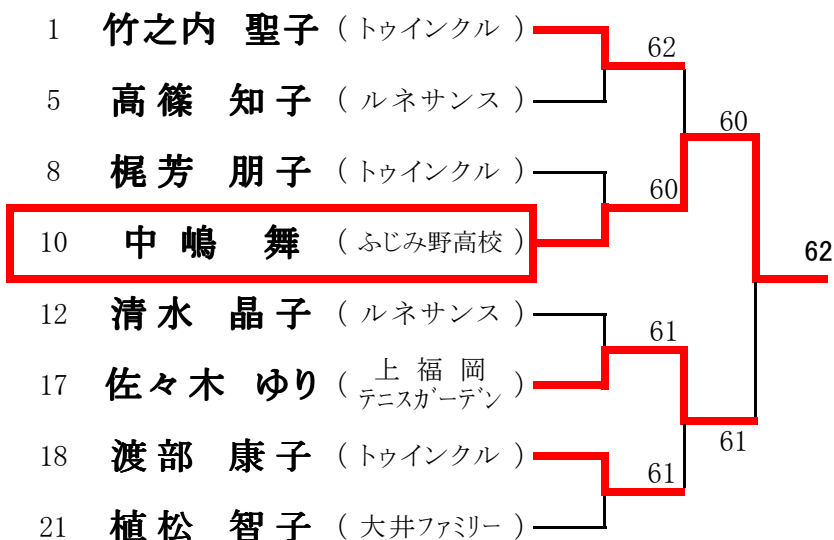 1 竹之内 聖子 ( トゥインクル )
62
5 高篠 知子 ( ルネサンス )
60
8 梶芳 朋子 ( トゥインクル )
60
10 中嶋 舞 ( ふじみ野高校 )
62
12 清水 晶子 ( ルネサンス )
61
17 佐々木 ゆり ( 上福岡 テニスガーデン )
61
18 渡部 康子 ( トゥインクル )
61
21 植松 智子 ( 大井ファミリー )